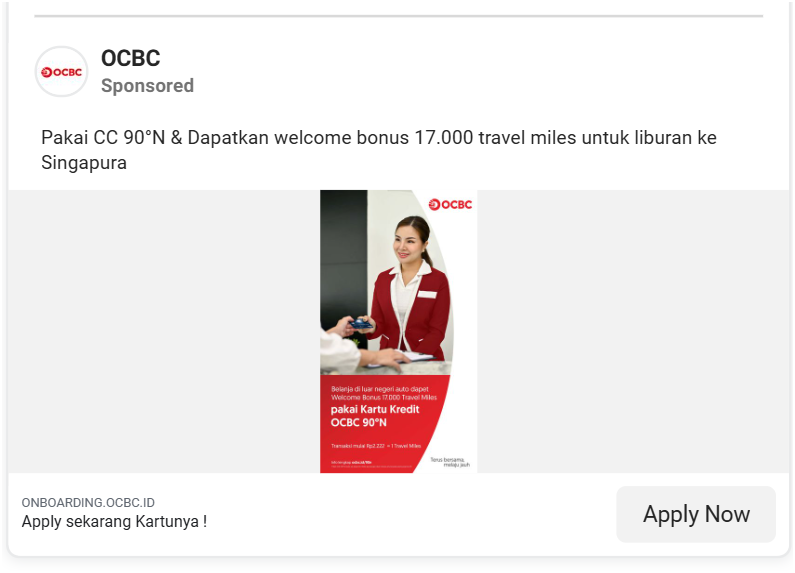 OCBC
OCBC
Sponsored
Pakai CC 90°N & Dapatkan welcome bonus 17.000 travel miles untuk liburan ke
Singapura
OCBC
Belanja di luar negeri auto dapet
Welcome Bonus 17.000 Travel Miles
pakai Kartu Kredit
OCBC 90°N
Transaksi mulai Rp2.222 = 1 Travel Miles
Terus bersama,
melaju jauh
ONBOARDING.OCBC.ID
Apply sekarang Kartunya !
Apply Now